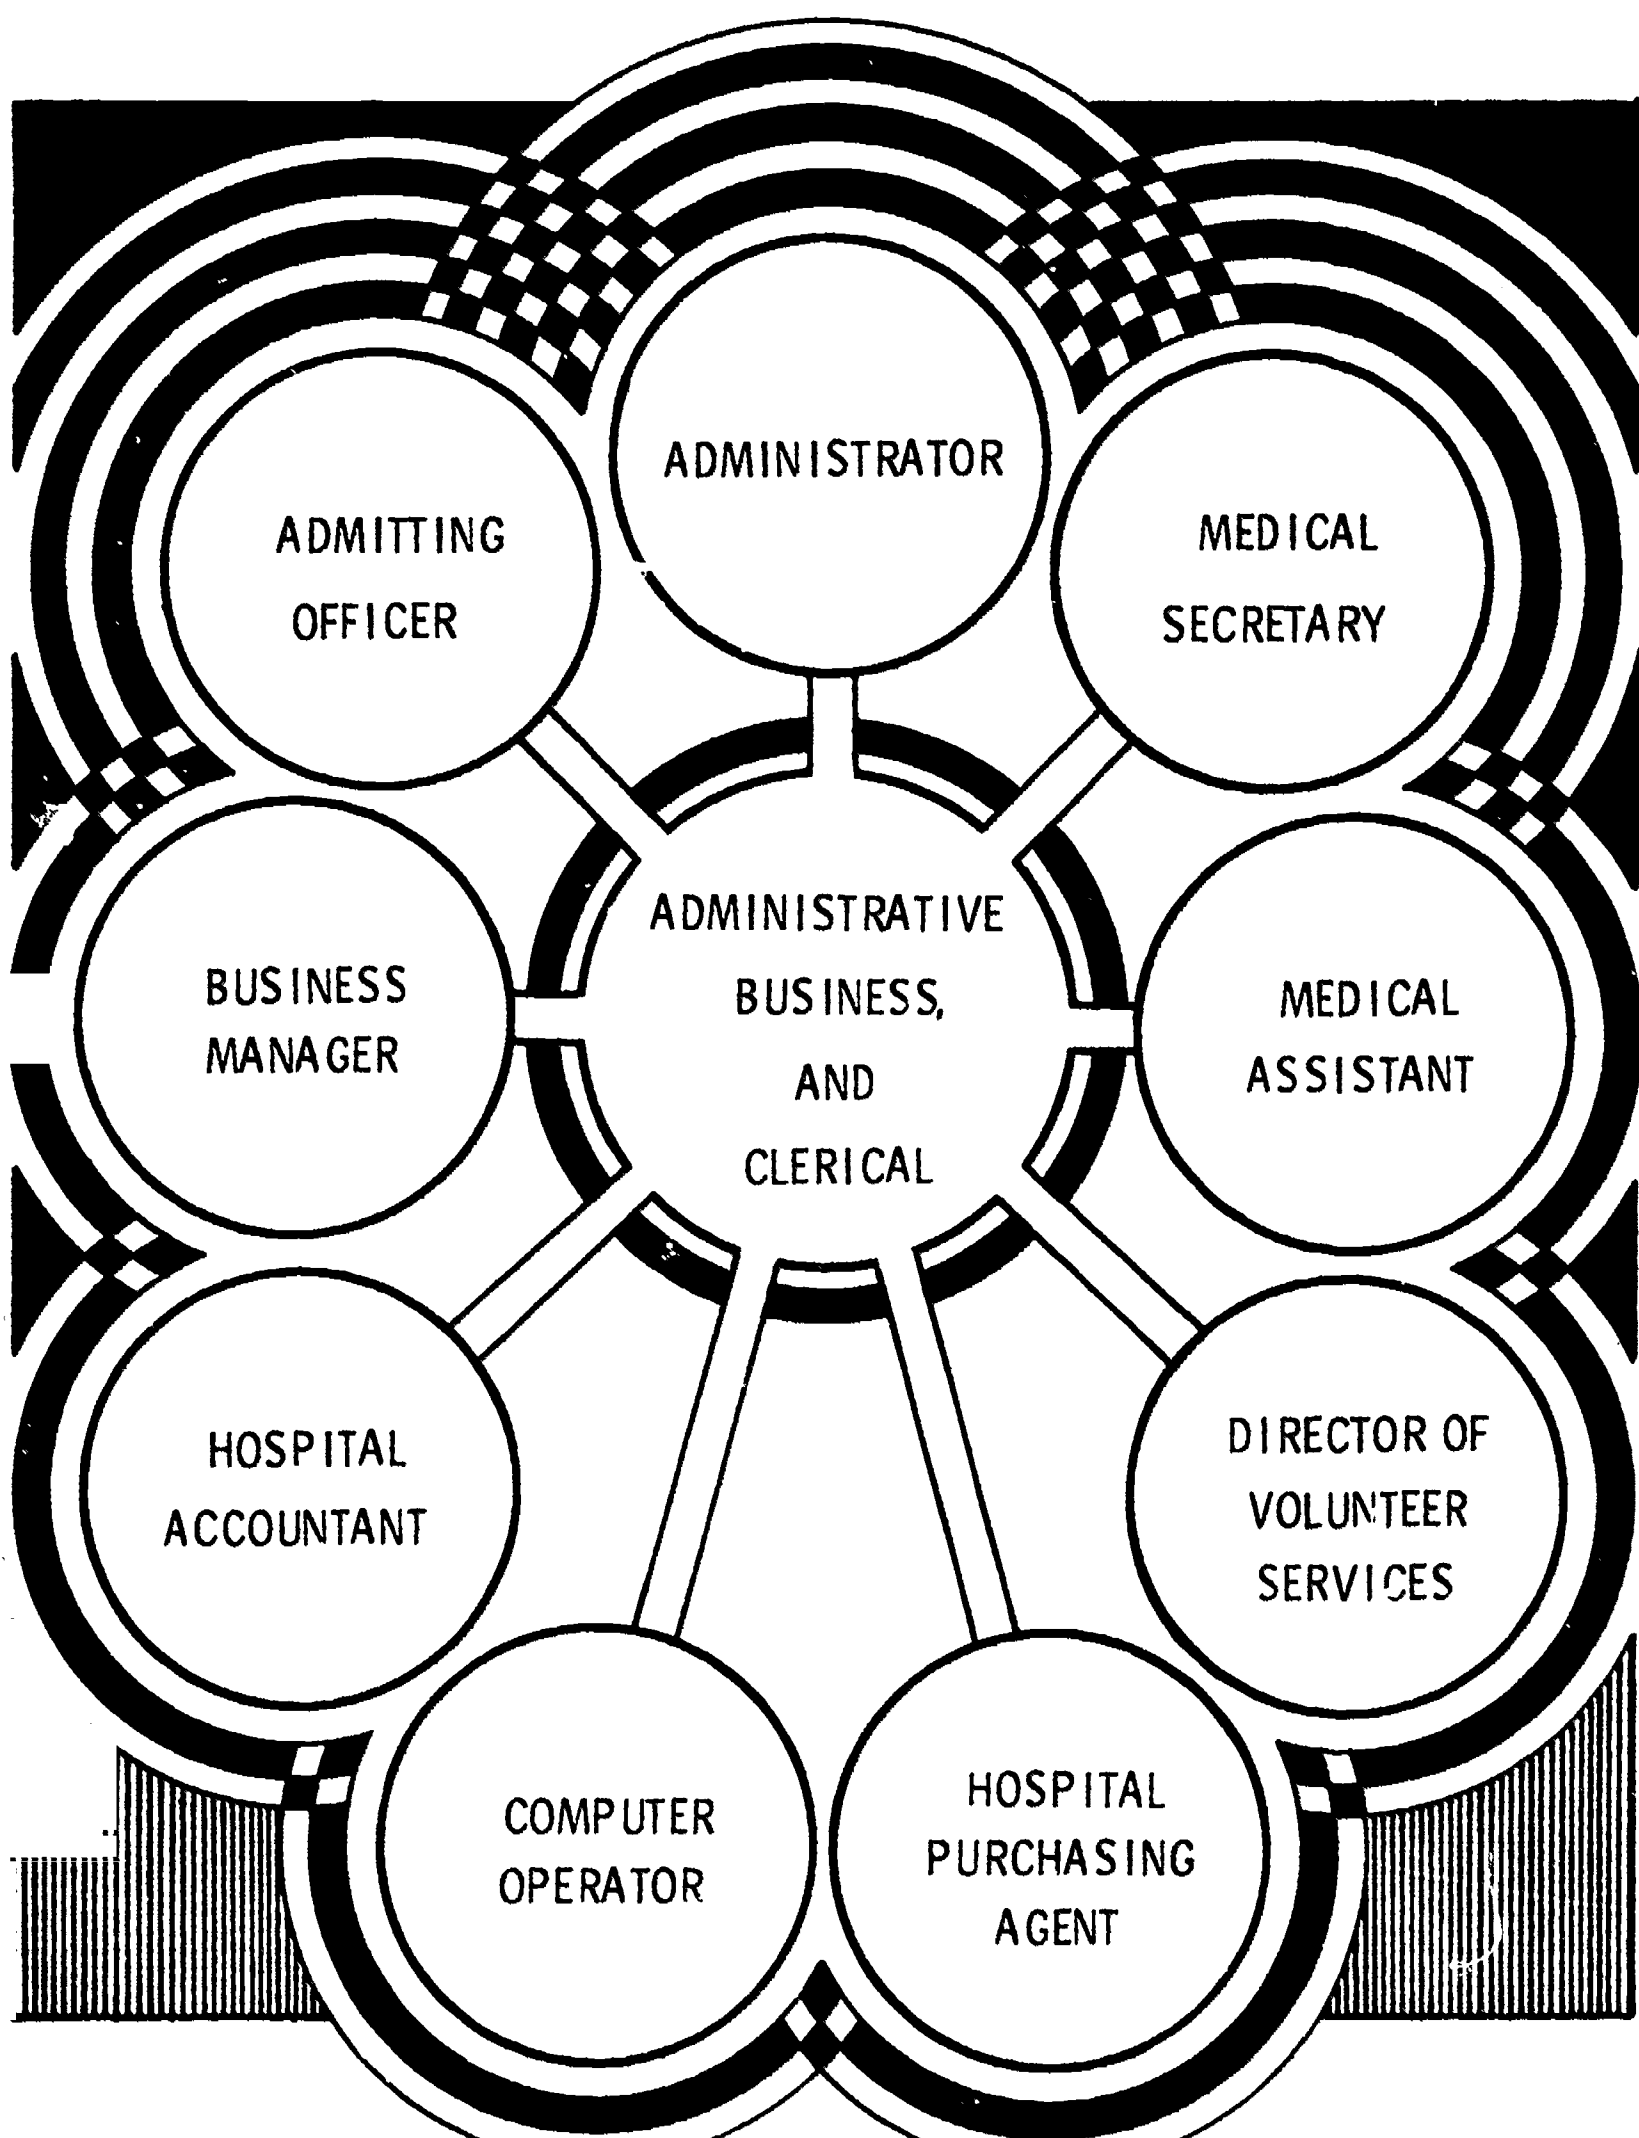 ADMINISTRATOR
ADMITTING
OFFICER
MEDICAL
SECRETARY
ADMINISTRATIVE
BUSINESS,
AND
CLERICAL
BUSINESS
MANAGER
MEDICAL
ASSISTANT
HOSPITAL
ACCOUNTANT
DIRECTOR OF
VOLUNTEER
SERVICES
COMPUTER
OPERATOR
HOSPITAL
PURCHASING
AGENT